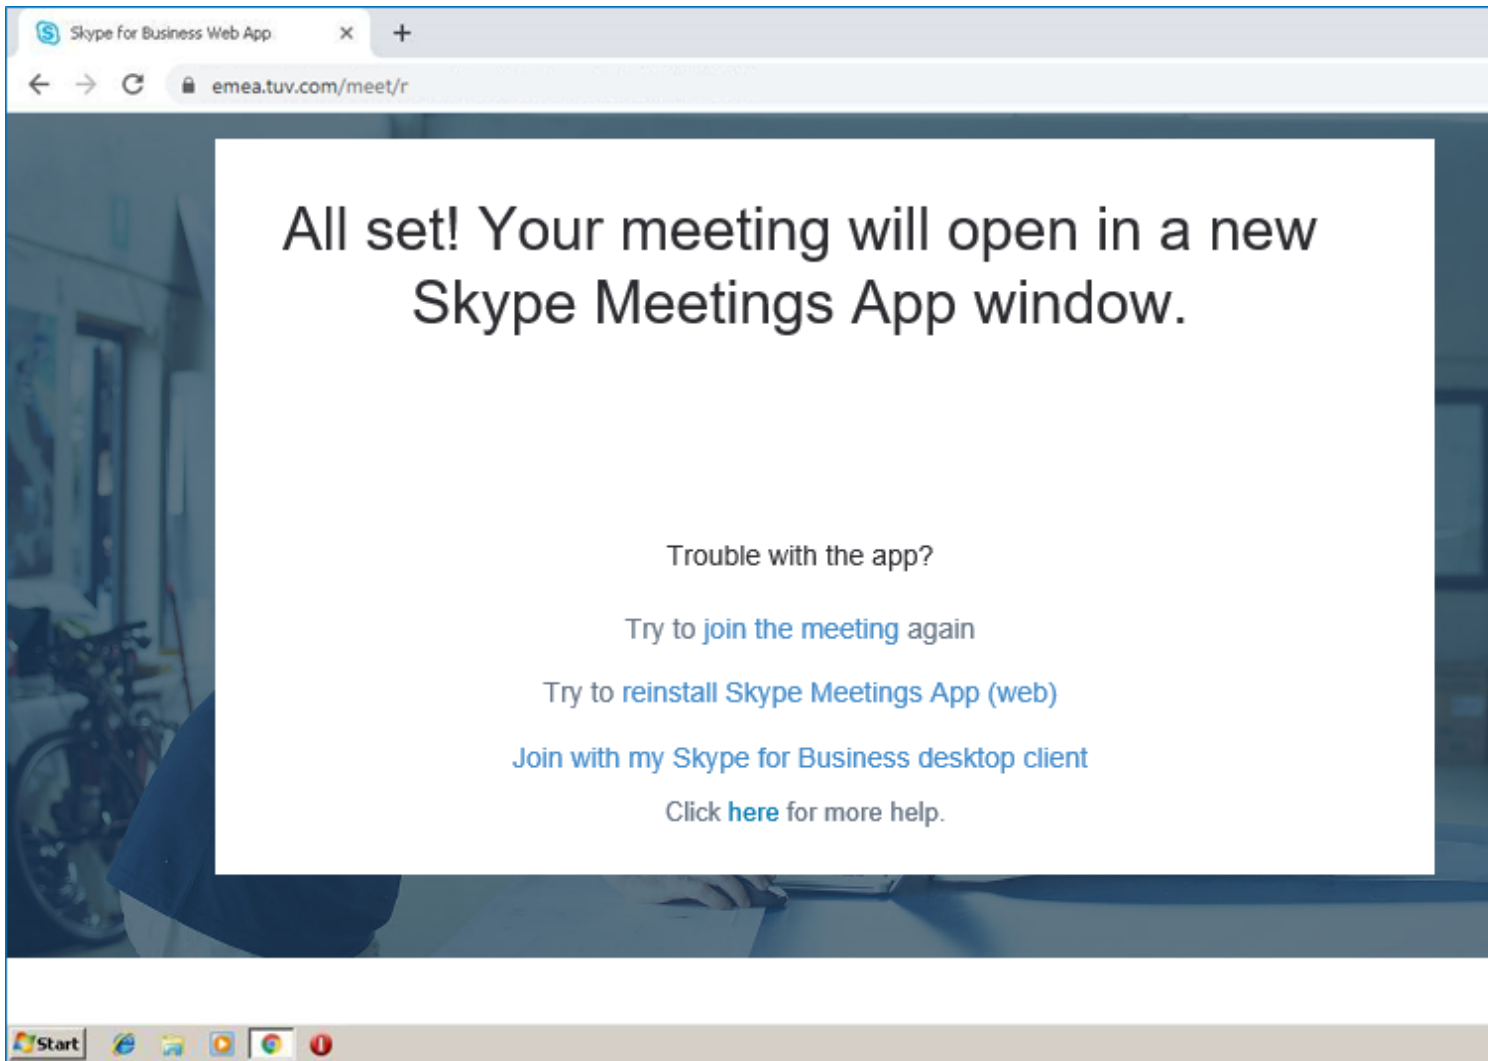 Skype for Business Web App
emea.tuv.com/meet/r
All set! Your meeting will open in a new
Skype Meetings App window.
Trouble with the app?
Try to join the meeting again
Try to reinstall Skype Meetings App (web)
Join with my Skype for Business desktop client
Click here for more help.
Start